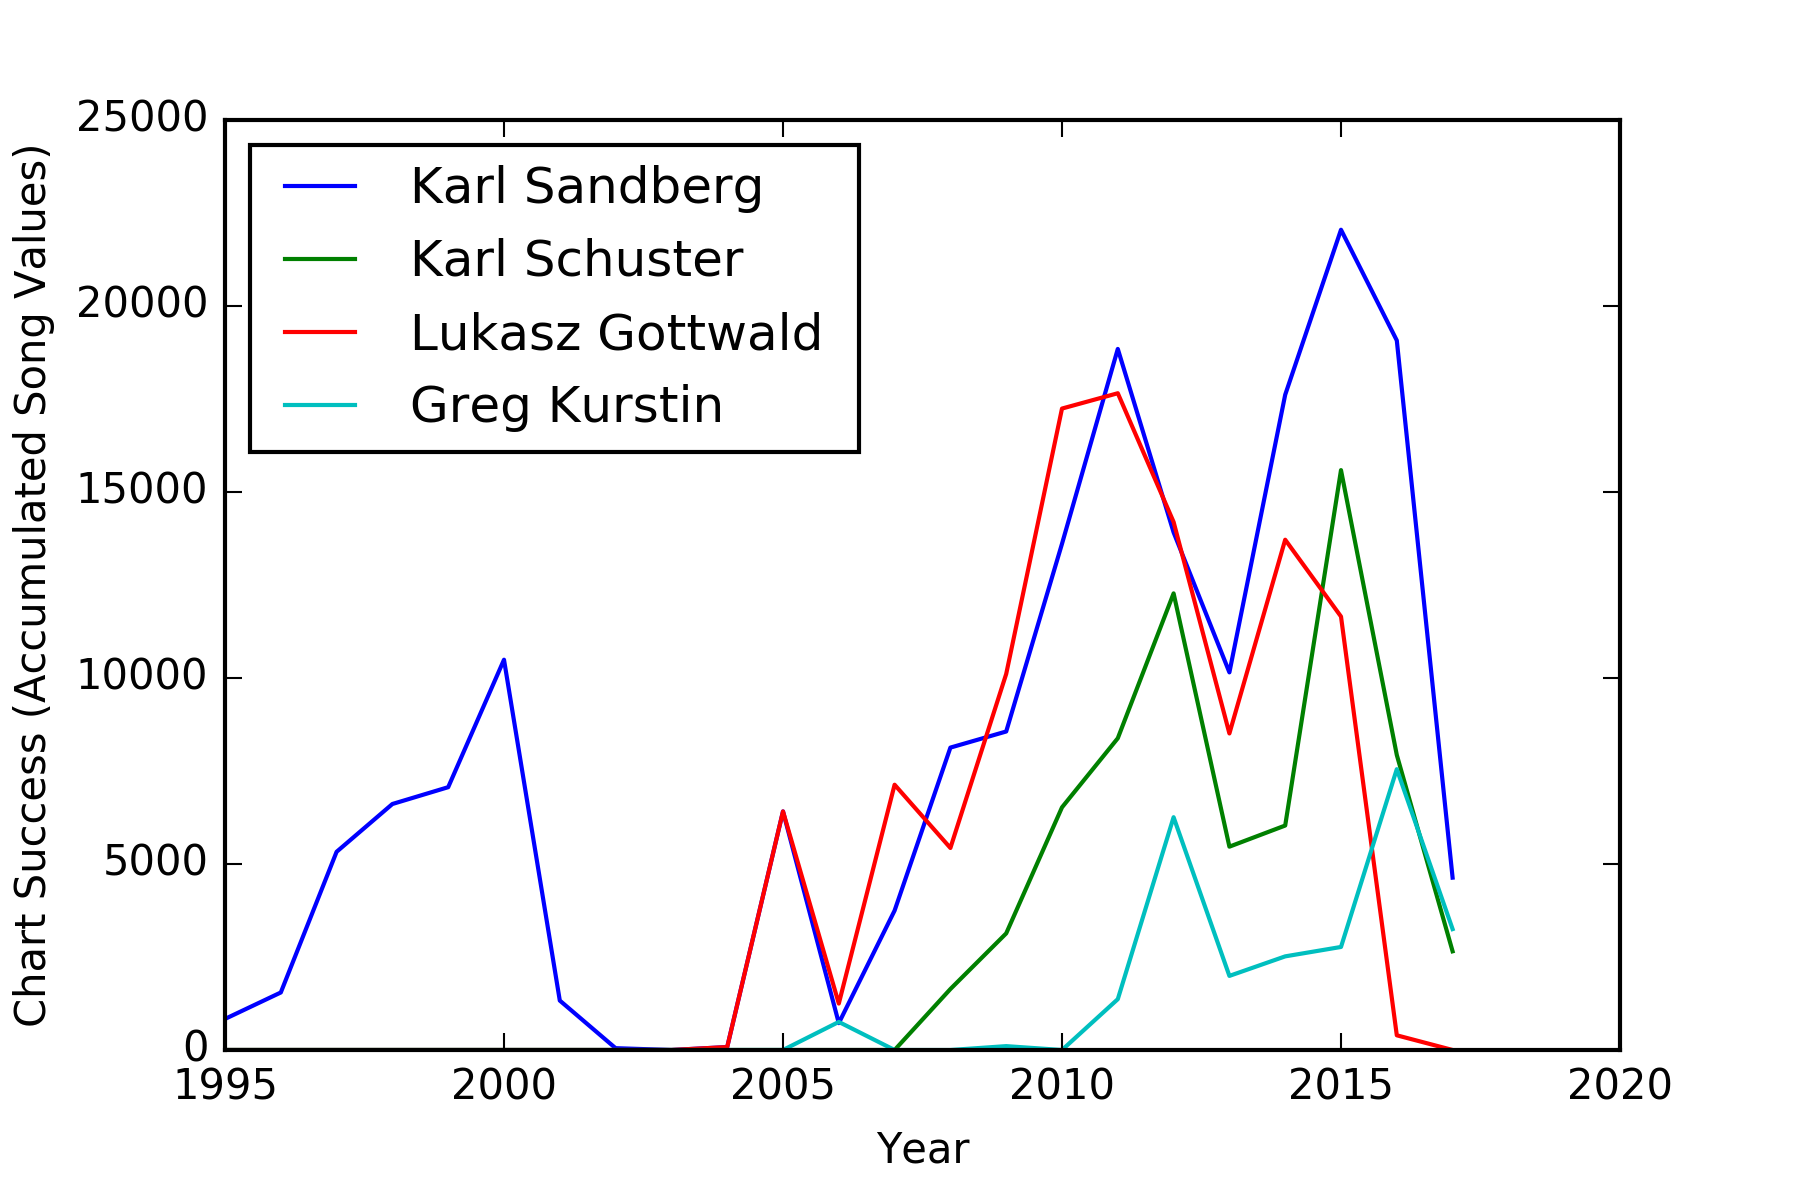 25000
20000
15000
10000
5000
0
Chart Success (Accumulated Song Values)
Karl Sandberg
Karl Schuster
Lukasz Gottwald
Greg Kurstin
1995 2000 2005 2010 2015 2020
Year